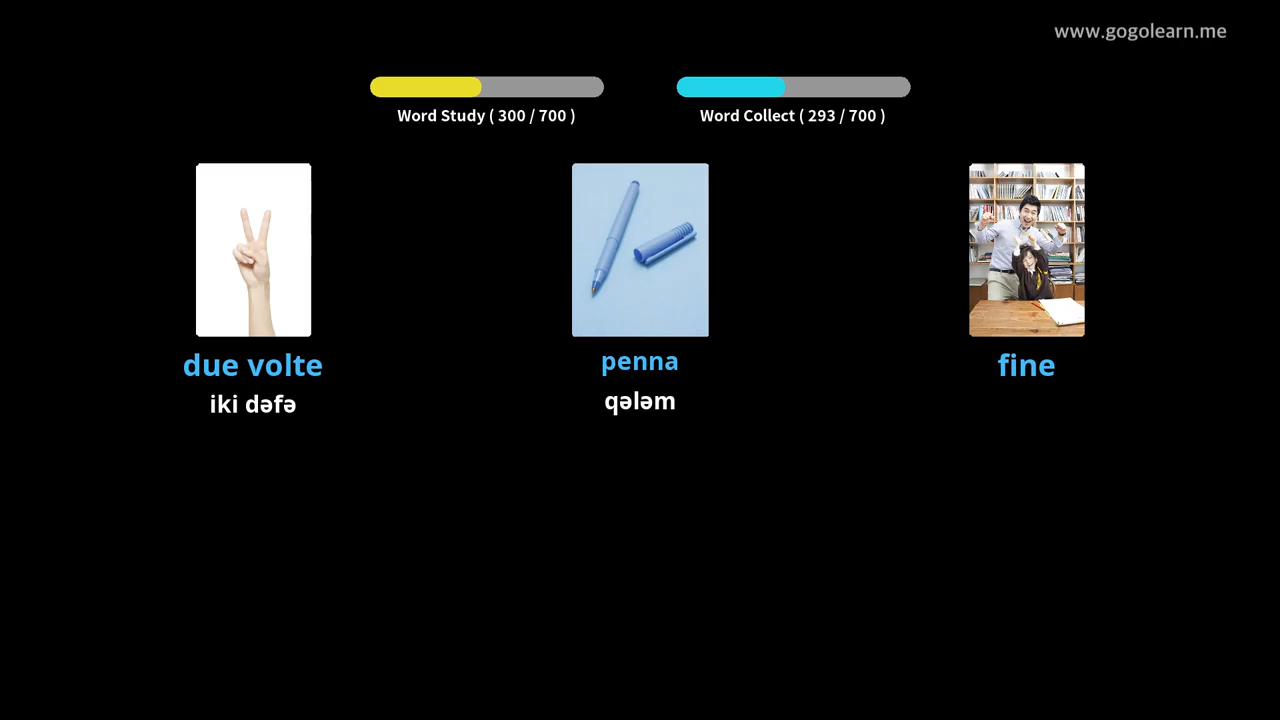 www.gogolearn.me
Word Study ( 300 / 700 )
Word Collect ( 293 / 700 )
due volte
iki dəfə
penna
qələm
fine